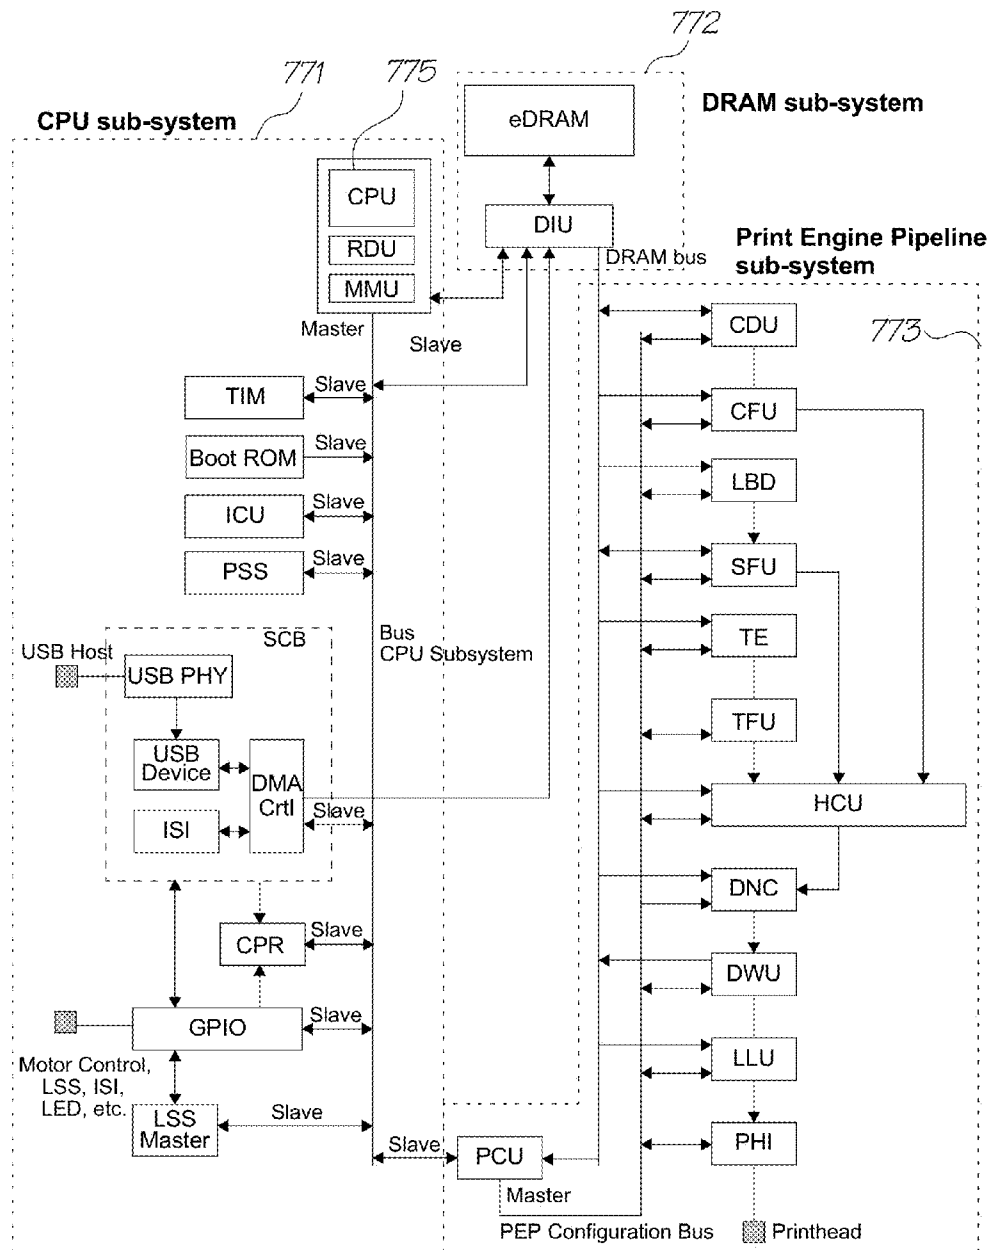 772
771
775
DRAM sub-system
CPU sub-system
eDRAM
CPU
DIU
RDU
DRAM bus
Print Engine Pipeline
sub-system
MMU
Master
Slave
773
CDU
TIM
Slave
CFU
Boot ROM
Slave
LBD
ICU
Slave
PSS
Slave
SFU
SCB
Bus
CPU Subsystem
TE
USB Host
USB PHY
TFU
USB
Device
DMA
Crtl
Slave
HCU
ISI
DNC
CPR
Slave
DWU
GPIO
Slave
LLU
Motor Control,
LSS, ISI,
LED, etc.
LSS
Master
Slave
PHI
Slave
PCU
Master
PEP Configuration Bus
Printhead